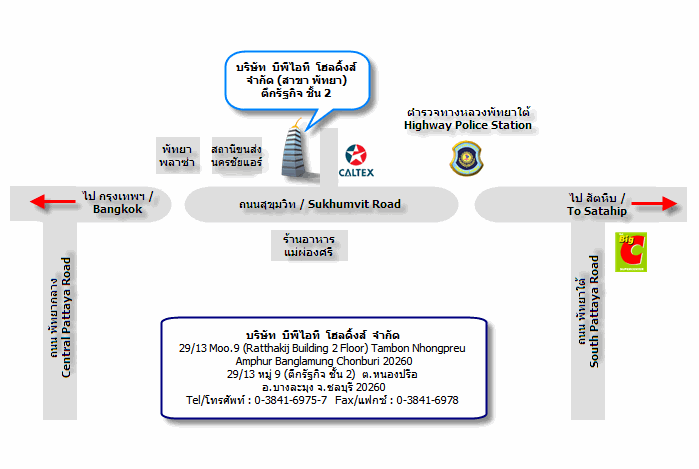 บริษัท บีพีไอที โฮลดิ้งส์
จำกัด (สาขา พัทยา)
ตึกรัฐกิจ ชั้น 2
ตำรวจทางหลวงพัทยาใต้
Highway Police Station
พัทยา
พลาซ่า
สถานีขนส่ง
นครชัยแอร์
CALTEX
ไป กรุงเทพฯ /
Bangkok
ถนนสุขุมวิท / Sukhumvit Road
ไป สัตหีบ /
To Satahip
ร้านอาหาร
แม่ผ่องศรี
Big
C
ถนน พัทยากลาง
Central Pattaya Road
ถนน พัทยาใต้
South Pattaya Road
บริษัท บีพีไอที โฮลดิ้งส์ จำกัด
29/13 Moo.9 (Ratthakij Building 2 Floor) Tambon Nhongpreu
Amphur Banglamung Chonburi 20260
29/13 หมู่ 9 (ตึกรัฐกิจ ชั้น 2) ต.หนองปรือ
อ.บางละมุง จ.ชลบุรี 20260
Tel/โทรศัพท์ : 0-3841-6975-7 Fax/แฟกซ์ : 0-3841-6978